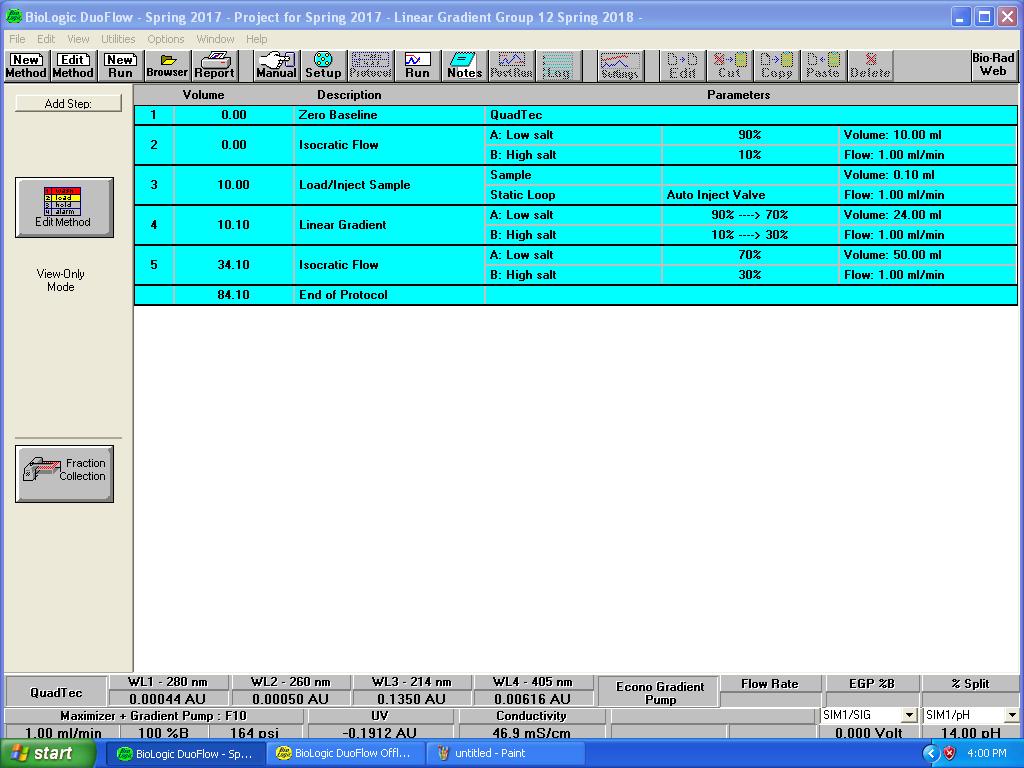 BioLogic DuoFlow - Spring 2017 - Project for Spring 2017 - Linear Gradient Group 12 Spring 2018 -
File Edit View Utilities Options Window Help
New Method Edit Method New Run Browser Report Manual Setup Protocol Run Notes PostRun Log Settings Edit Cut Copy Paste Delete Bio-Rad Web
Add Step:
Volume Description Parameters
1 0.00 Zero Baseline QuadTec
2 0.00 Isocratic Flow A: Low salt 90% Volume: 10.00 ml
B: High salt 10% Flow: 1.00 ml/min
3 10.00 Load/Inject Sample Sample Volume: 0.10 ml
Static Loop Auto Inject Valve Flow: 1.00 ml/min
4 10.10 Linear Gradient A: Low salt 90% ----> 70% Volume: 24.00 ml
B: High salt 10% ----> 30% Flow: 1.00 ml/min
5 34.10 Isocratic Flow A: Low salt 70% Volume: 50.00 ml
B: High salt 30% Flow: 1.00 ml/min
84.10 End of Protocol
1 wash
2 load
3 hold
4 alarm
Edit Method
View-Only
Mode
Fraction
Collection
QuadTec WL1 - 280 nm WL2 - 260 nm WL3 - 214 nm WL4 - 405 nm Econo Gradient Pump Flow Rate EGP %B % Split
0.00044 AU 0.00050 AU 0.1350 AU 0.00616 AU
Maximizer + Gradient Pump : F10 UV Conductivity SIM1/SIG SIM1/pH
1.00 ml/min 100 %B 164 psi -0.1912 AU 46.9 mS/cm 0.000 Volt 14.00 pH
start BioLogic DuoFlow - Sp... BioLogic DuoFlow Offl... untitled - Paint 4:00 PM